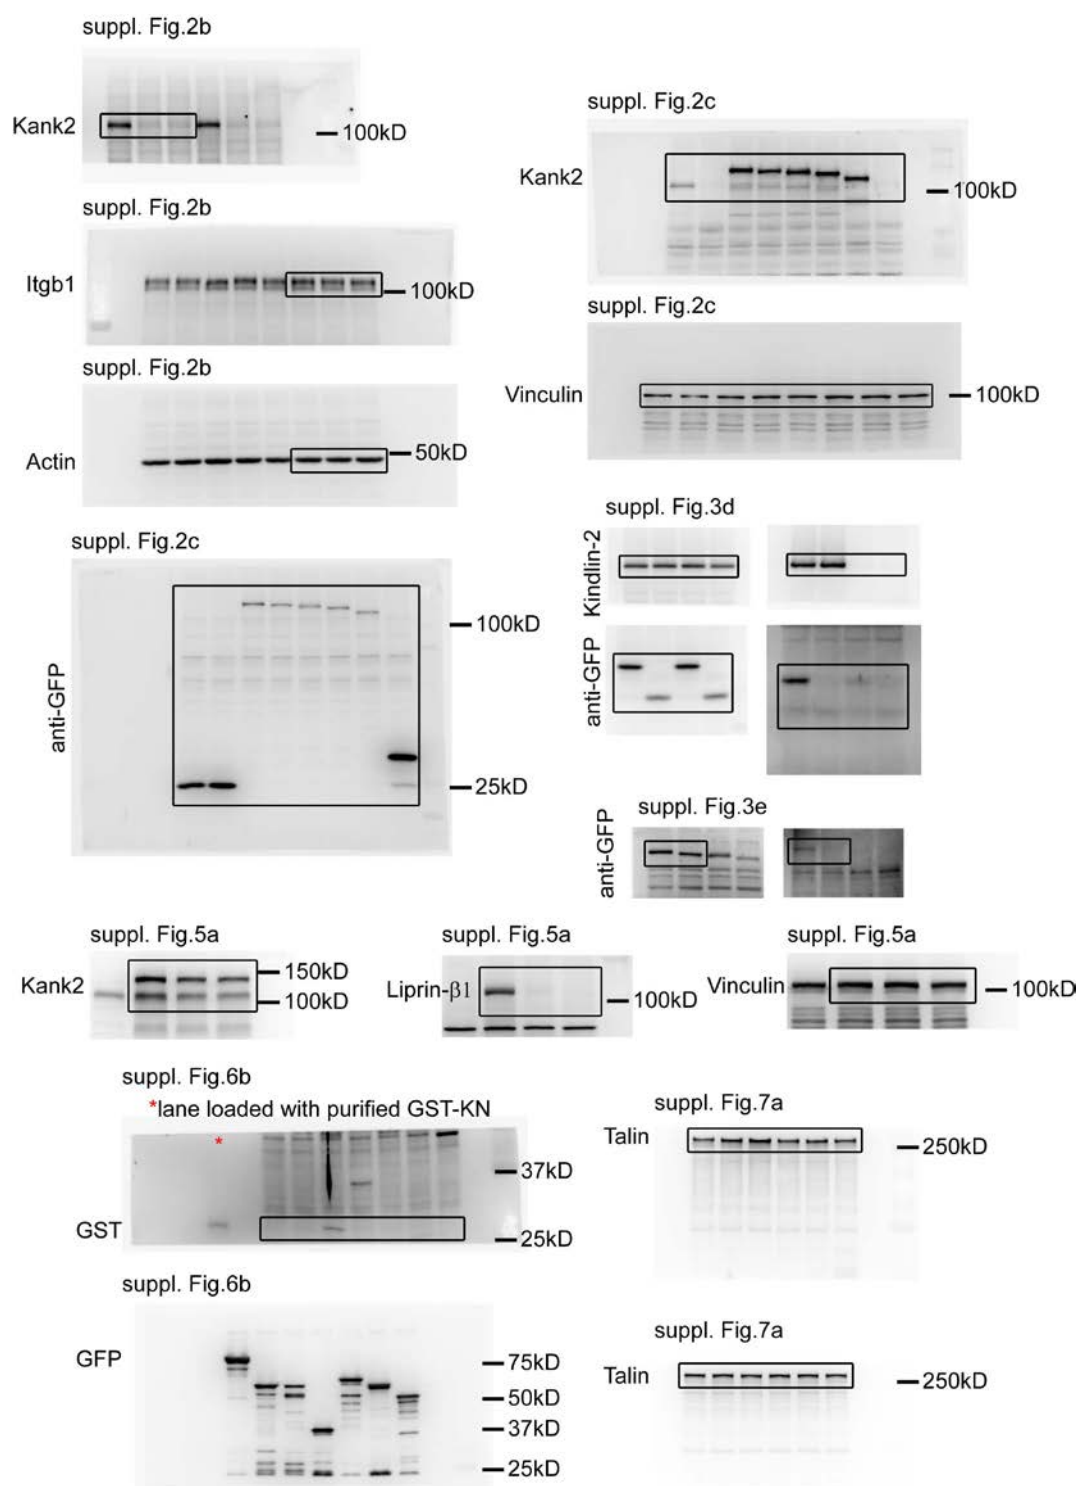 suppl. Fig.2b
Kank2
100kD
suppl. Fig.2b
Itgb1
100kD
suppl. Fig.2b
Actin
50kD
suppl. Fig.2c
anti-GFP
100kD
25kD
suppl. Fig.2c
Kank2
100kD
suppl. Fig.2c
Vinculin
100kD
suppl. Fig.3d
Kindlin-2
anti-GFP
suppl. Fig.3e
anti-GFP
suppl. Fig.5a
Kank2
150kD
100kD
suppl. Fig.5a
Liprin-β1
100kD
suppl. Fig.5a
Vinculin
100kD
suppl. Fig.6b
*lane loaded with purified GST-KN
*
37kD
GST
25kD
suppl. Fig.6b
GFP
75kD
50kD
37kD
25kD
suppl. Fig.7a
Talin
250kD
suppl. Fig.7a
Talin
250kD